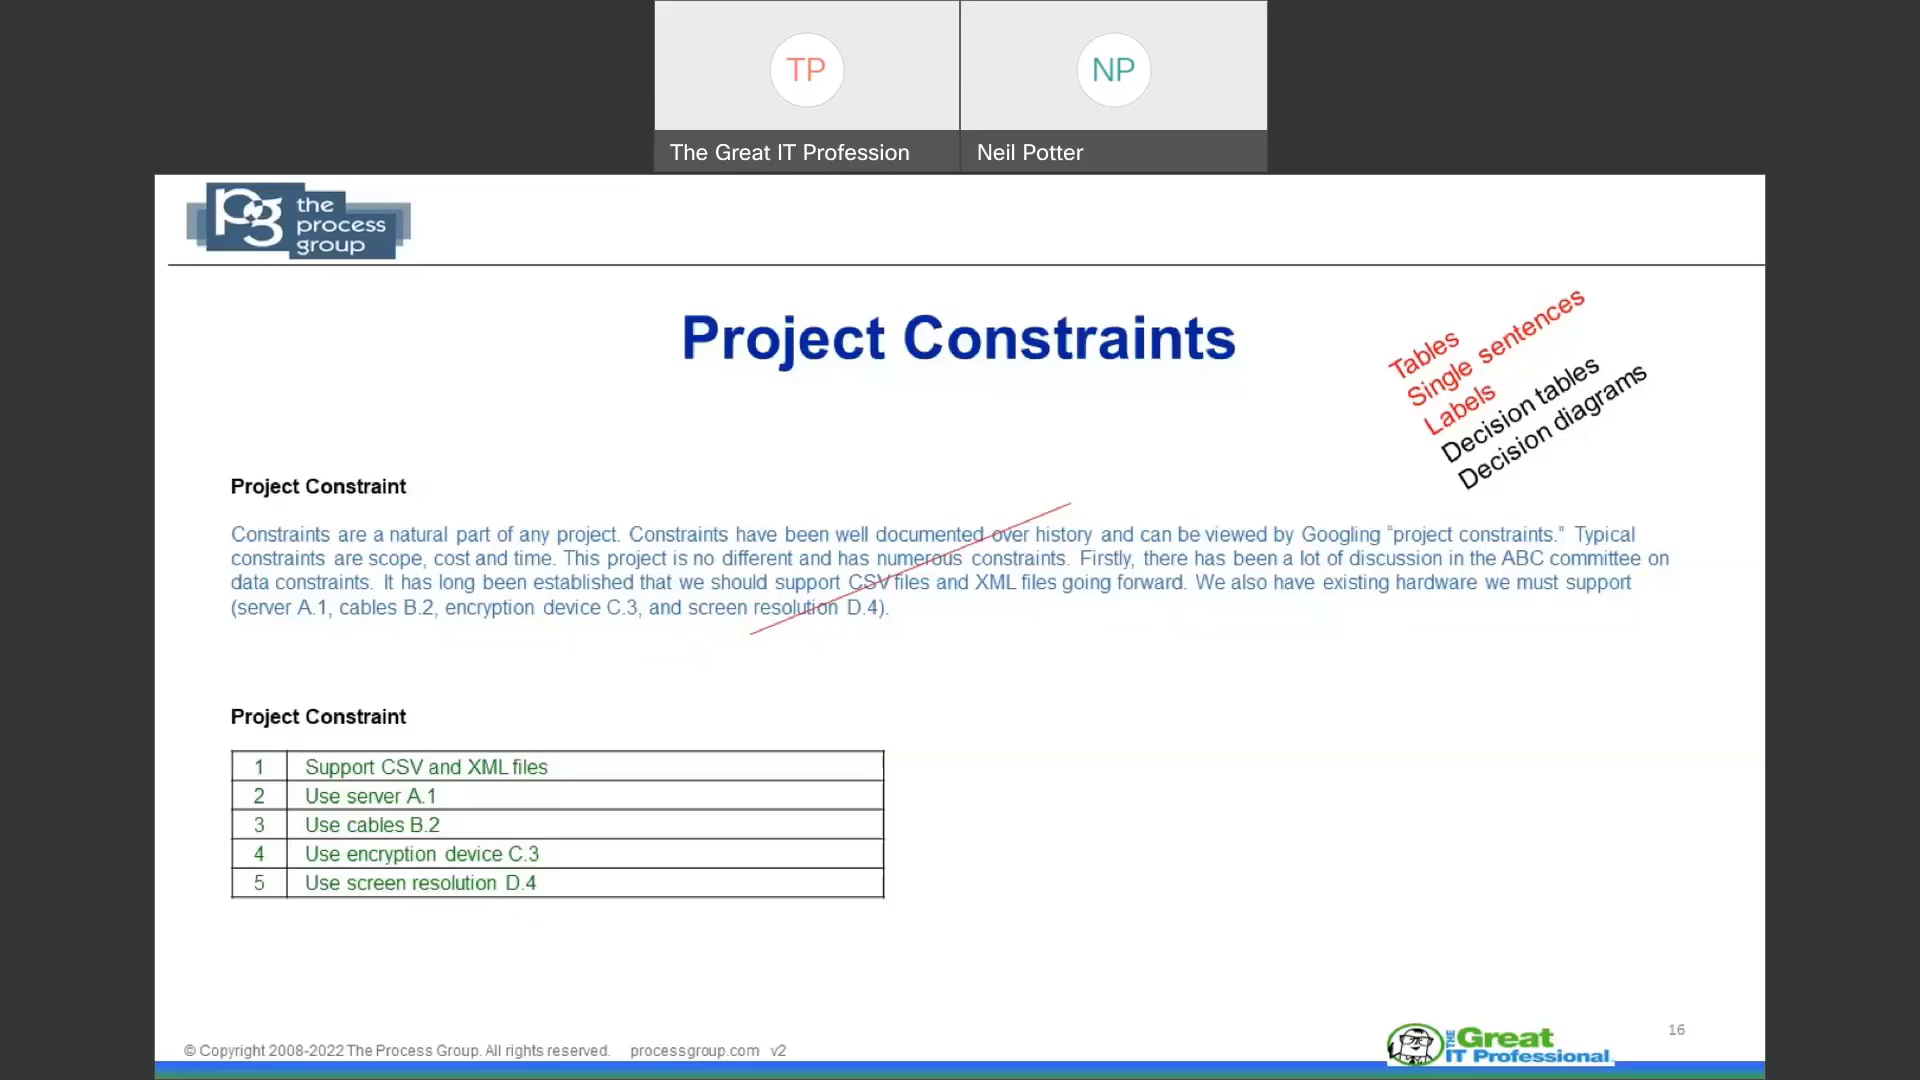 TP
NP
The Great IT Profession
Neil Potter
pg the
process
group
Project Constraints
Tables
Single sentences
Labels
Decision tables
Decision diagrams
Project Constraint
Constraints are a natural part of any project. Constraints have been well documented over history and can be viewed by Googling “project constraints.” Typical
constraints are scope, cost and time. This project is no different and has numerous constraints. Firstly, there has been a lot of discussion in the ABC committee on
data constraints. It has long been established that we should support CSV files and XML files going forward. We also have existing hardware we must support
(server A.1, cables B.2, encryption device C.3, and screen resolution D.4).
Project Constraint
1 Support CSV and XML files
2 Use server A.1
3 Use cables B.2
4 Use encryption device C.3
5 Use screen resolution D.4
© Copyright 2008-2022 The Process Group. All rights reserved. processgroup.com v2
THE Great
IT Professional
16